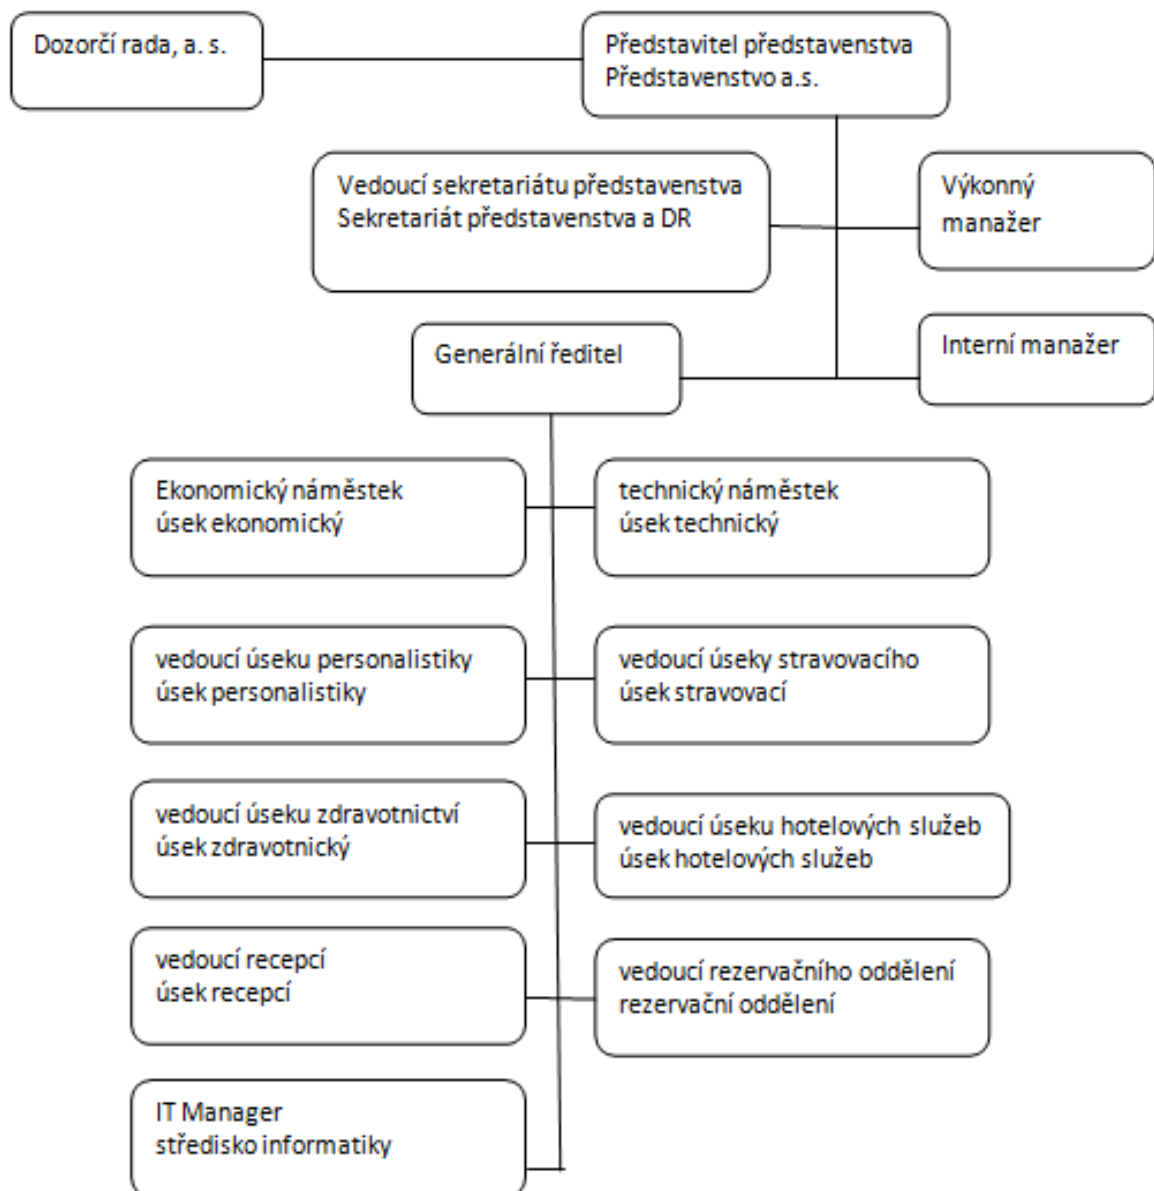 Dozorčí rada, a. s.
Představitel představenstva
Představenstvo a.s.
Vedoucí sekretariátu představenstva
Sekretariát představenstva a DR
Výkonný
manažer
Generální ředitel
Interní manažer
Ekonomický náměstek
úsek ekonomický
technický náměstek
úsek technický
vedoucí úseku personalistiky
úsek personalistiky
vedoucí úseky stravovacího
úsek stravovací
vedoucí úseku zdravotnictví
úsek zdravotnický
vedoucí úseku hotelových služeb
úsek hotelových služeb
vedoucí recepcí
úsek recepcí
vedoucí rezervačního oddělení
rezervační oddělení
IT Manager
středisko informatiky